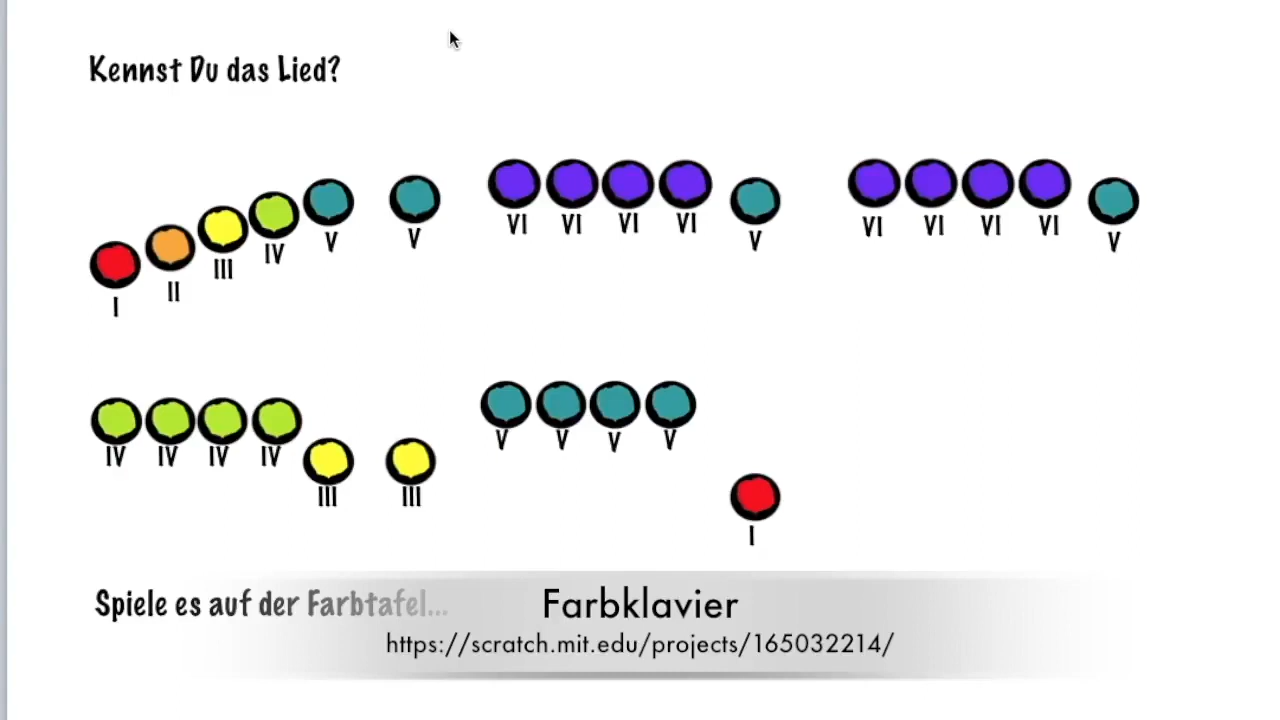 Kennst Du das Lied?
I II III IV V V VI VI VI VI V VI VI VI VI V
IV IV IV IV III III V V V V I
Spiele es auf der Farbtafel...
Farbklavier
https://scratch.mit.edu/projects/165032214/